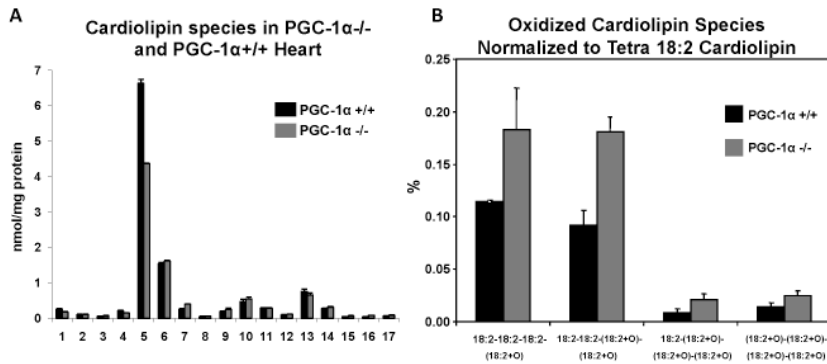 A
Cardiolipin species in PGC-1α-/-
and PGC-1α+/+ Heart
7
6
5
4
3
2
1
0
nmol/mg protein
PGC-1α +/+
PGC-1α -/-
1 2 3 4 5 6 7 8 9 10 11 12 13 14 15 16 17
B
Oxidized Cardiolipin Species
Normalized to Tetra 18:2 Cardiolipin
0.25
0.20
0.15
0.10
0.05
0.00
%
PGC-1α +/+
PGC-1α -/-
18:2-18:2-18:2-
(18:2+O)
18:2-18:2-(18:2+O)-
(18:2+O)
18:2-(18:2+O)-
(18:2+O)-(18:2+O)
(18:2+O)-(18:2+O)-
(18:2+O)-(18:2+O)